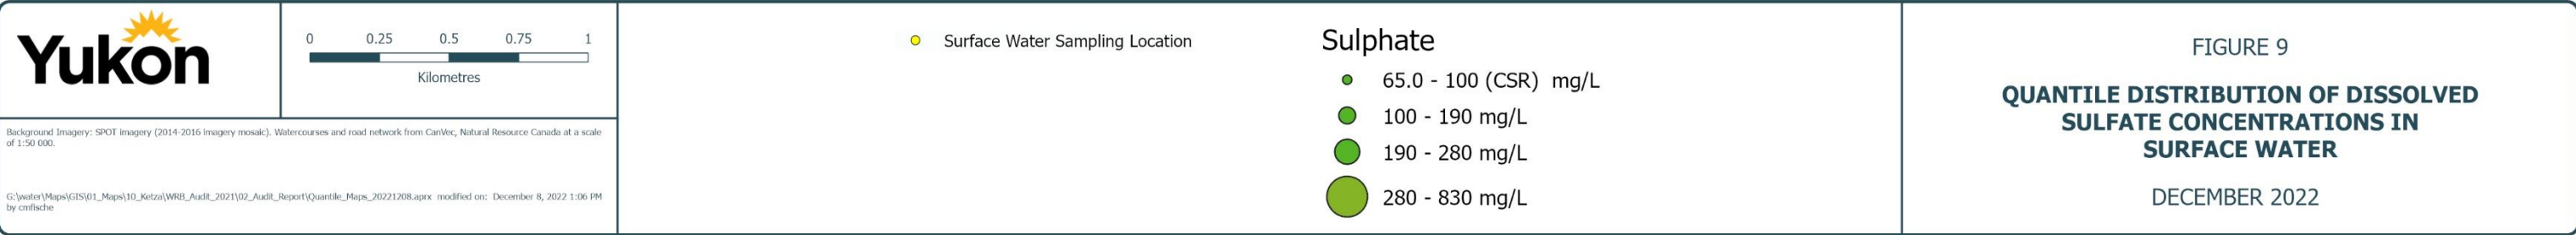 Yukon
0 0.25 0.5 0.75 1
Kilometres
Background Imagery: SPOT imagery (2014-2016 Imagery mosaic). Watercourses and road network from CanVec, Natural Resource Canada at a scale
of 1:50 000.
G:\water\Maps\GIS\01_Maps\10_Ketza\WRB_Audit_2021\02_Audit_Report\Quantile_Maps_20221208.aprx modified on: December 8, 2022 1:06 PM
by cmfische
Surface Water Sampling Location
Sulphate
65.0 - 100 (CSR) mg/L
100 - 190 mg/L
190 - 280 mg/L
280 - 830 mg/L
FIGURE 9
QUANTILE DISTRIBUTION OF DISSOLVED
SULFATE CONCENTRATIONS IN
SURFACE WATER
DECEMBER 2022